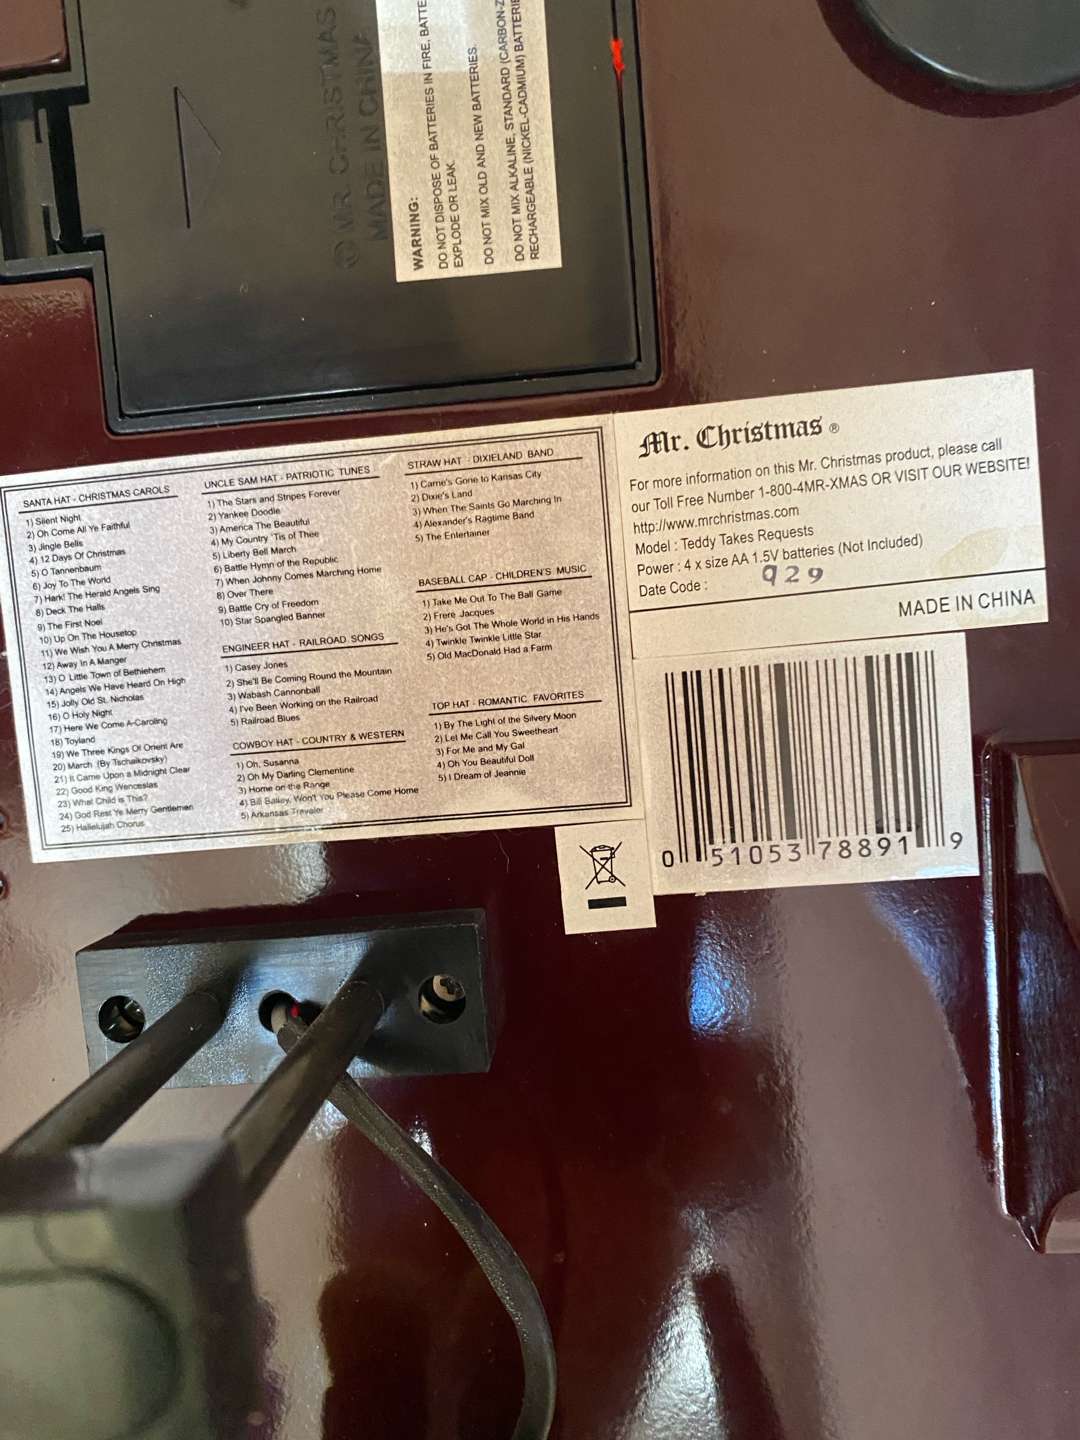 © MR. CHRISTMAS
MADE IN CHINA
WARNING:
DO NOT DISPOSE OF BATTERIES IN FIRE, BATTE
EXPLODE OR LEAK.
DO NOT MIX OLD AND NEW BATTERIES.
DO NOT MIX ALKALINE, STANDARD (CARBON-Z
RECHARGEABLE (NICKEL-CADMIUM) BATTERIE
SANTA HAT - CHRISTMAS CAROLS
1) Silent Night
2) Oh Come All Ye Faithful
3) Jingle Bells
4) 12 Days Of Christmas
5) O Tannenbaum
6) Joy To The World
7) Hark! The Herald Angels Sing
8) Deck The Halls
9) The First Noel
10) Up On The Housetop
11) We Wish You A Merry Christmas
12) Away In A Manger
13) O Little Town of Bethlehem
14) Angels We Have Heard On High
15) Jolly Old St. Nicholas
16) O Holy Night
17) Here We Come A-Caroling
18) Toyland
19) We Three Kings Of Orient Are
20) March (By Tschaikovsky)
21) It Came Upon a Midnight Clear
22) Good King Wenceslas
23) What Child is This?
24) God Rest Ye Merry Gentlemen
25) Hallelujah Chorus
UNCLE SAM HAT - PATRIOTIC TUNES
1) The Stars and Stripes Forever
2) Yankee Doodle
3) America The Beautiful
4) My Country 'Tis of Thee
5) Liberty Bell March
6) Battle Hymn of the Republic
7) When Johnny Comes Marching Home
8) Over There
9) Battle Cry of Freedom
10) Star Spangled Banner
ENGINEER HAT - RAILROAD SONGS
1) Casey Jones
2) She'll Be Coming Round the Mountain
3) Wabash Cannonball
4) I've Been Working on the Railroad
5) Railroad Blues
COWBOY HAT - COUNTRY & WESTERN
1) Oh, Susanna
2) Oh My Darling Clementine
3) Home on the Range
4) Bill Bailey, Won't You Please Come Home
5) Arkansas Traveler
STRAW HAT - DIXIELAND BAND
1) Carrie's Gone to Kansas City
2) Dixie's Land
3) When The Saints Go Marching In
4) Alexander's Ragtime Band
5) The Entertainer
BASEBALL CAP - CHILDREN'S MUSIC
1) Take Me Out To The Ball Game
2) Frere Jacques
3) He's Got The Whole World in His Hands
4) Twinkle Twinkle Little Star
5) Old MacDonald Had a Farm
TOP HAT - ROMANTIC FAVORITES
1) By The Light of the Silvery Moon
2) Let Me Call You Sweetheart
3) For Me and My Gal
4) Oh You Beautiful Doll
5) I Dream of Jeannie
Mr. Christmas ®
For more information on this Mr. Christmas product, please call
our Toll Free Number 1-800-4MR-XMAS OR VISIT OUR WEBSITE!
http://www.mrchristmas.com
Model : Teddy Takes Requests
Power : 4 x size AA 1.5V batteries (Not Included)
Date Code : 929
MADE IN CHINA
0 51053 78891 9